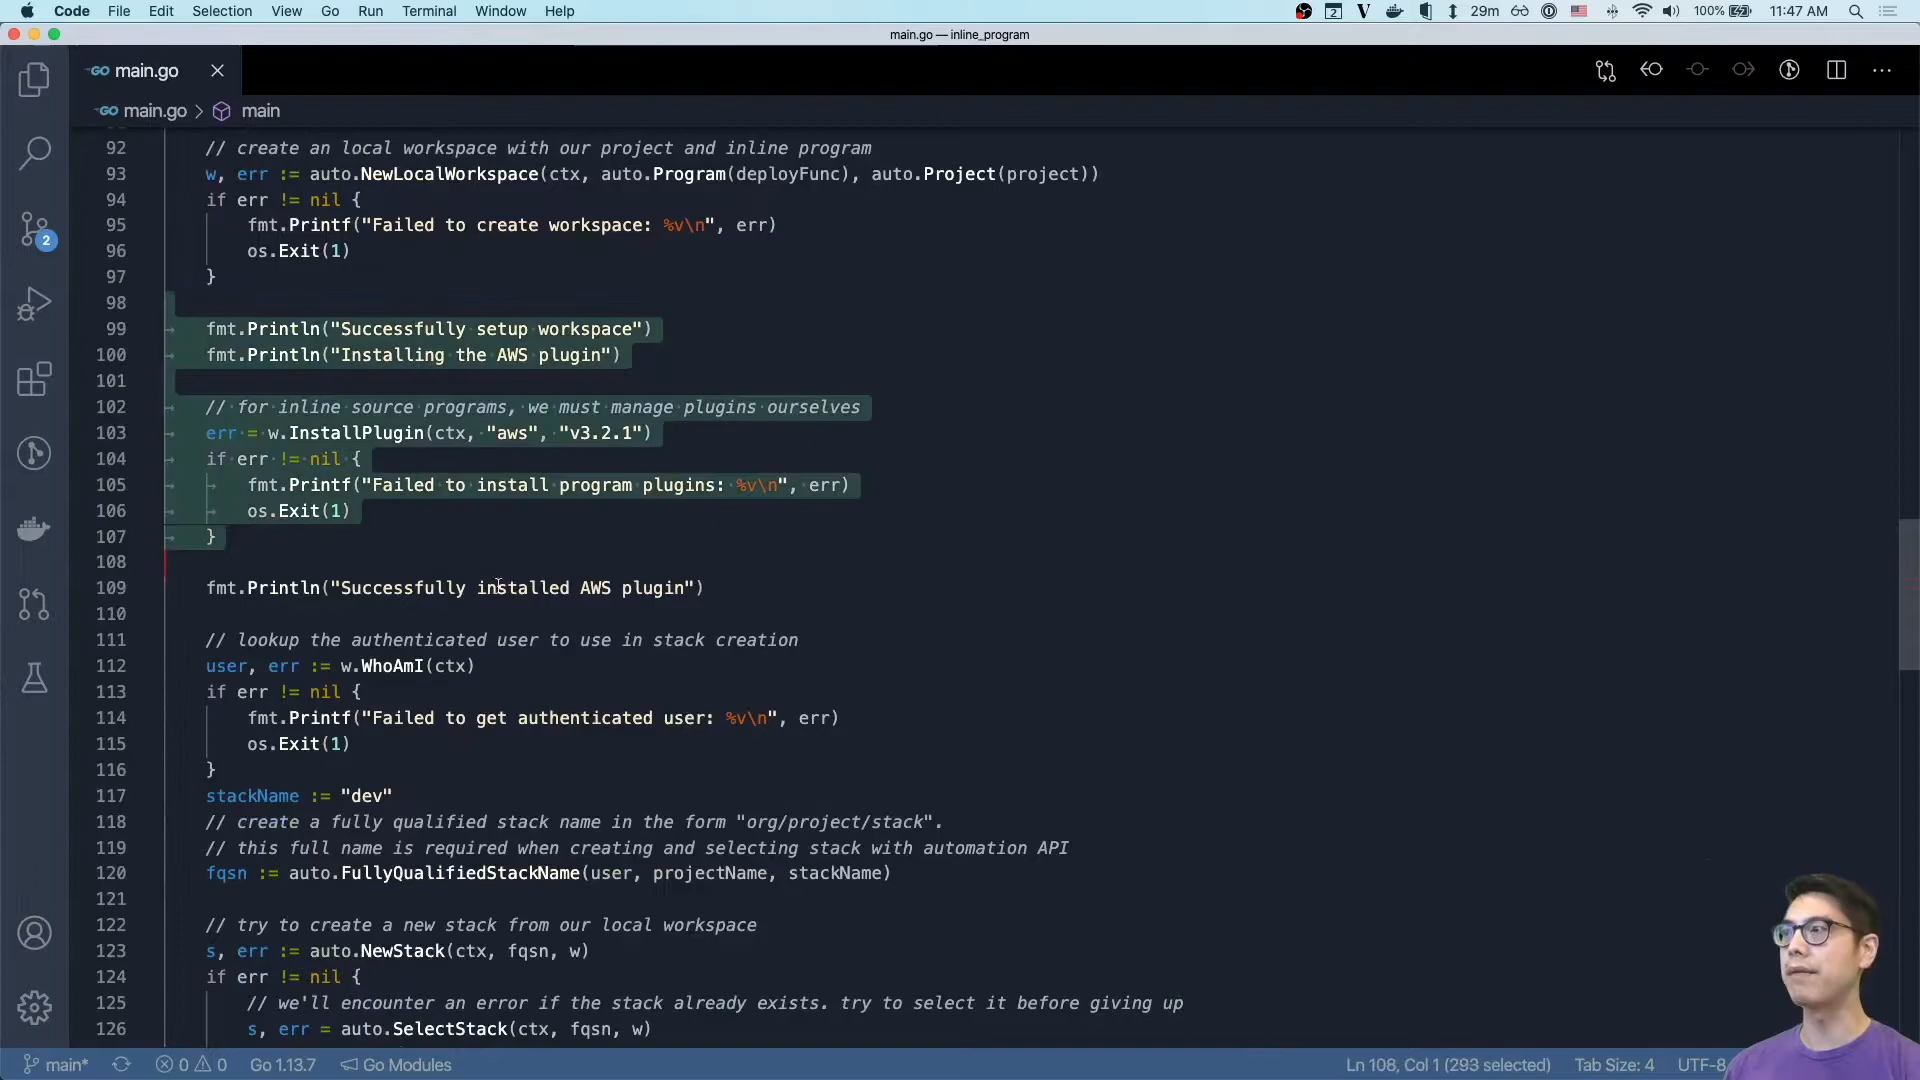 Code File Edit Selection View Go Run Terminal Window Help
2 29m 100% 11:47 AM
main.go — inline_program
GO main.go
GO main.go > main
92 // create an local workspace with our project and inline program
93 w, err := auto.NewLocalWorkspace(ctx, auto.Program(deployFunc), auto.Project(project))
94 if err != nil {
95 fmt.Printf("Failed to create workspace: %v\n", err)
96 os.Exit(1)
97 }
98
99 fmt.Println("Successfully setup workspace")
100 fmt.Println("Installing the AWS plugin")
101
102 // for inline source programs, we must manage plugins ourselves
103 err = w.InstallPlugin(ctx, "aws", "v3.2.1")
104 if err != nil {
105 fmt.Printf("Failed to install program plugins: %v\n", err)
106 os.Exit(1)
107 }
108
109 fmt.Println("Successfully installed AWS plugin")
110
111 // lookup the authenticated user to use in stack creation
112 user, err := w.WhoAmI(ctx)
113 if err != nil {
114 fmt.Printf("Failed to get authenticated user: %v\n", err)
115 os.Exit(1)
116 }
117 stackName := "dev"
118 // create a fully qualified stack name in the form "org/project/stack".
119 // this full name is required when creating and selecting stack with automation API
120 fqsn := auto.FullyQualifiedStackName(user, projectName, stackName)
121
122 // try to create a new stack from our local workspace
123 s, err := auto.NewStack(ctx, fqsn, w)
124 if err != nil {
125 // we'll encounter an error if the stack already exists. try to select it before giving up
126 s, err = auto.SelectStack(ctx, fqsn, w)
2
main* 0 0 Go 1.13.7 Go Modules Ln 108, Col 1 (293 selected) Tab Size: 4 UTF-8